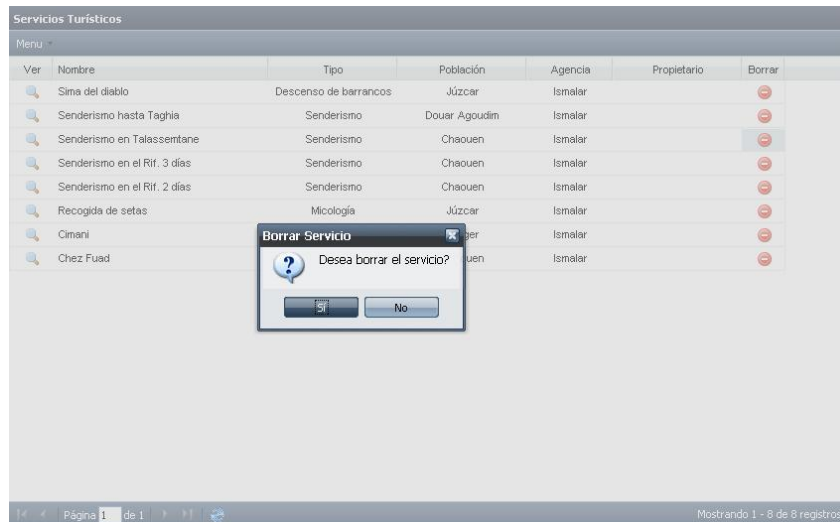 Servicios Turísticos
Menu
Ver Nombre Tipo Población Agencia Propietario Borrar
Sima del diablo Descenso de barrancos Júzcar Ismalar
Senderismo hasta Taghia Senderismo Douar Agoudim Ismalar
Senderismo en Talassemtane Senderismo Chaouen Ismalar
Senderismo en el Rif. 3 días Senderismo Chaouen Ismalar
Senderismo en el Rif. 2 días Senderismo Chaouen Ismalar
Recogida de setas Micología Júzcar Ismalar
Cimani ger Ismalar
Chez Fuad uen Ismalar
Borrar Servicio
Desea borrar el servicio?
Sí No
Página 1 de 1 Mostrando 1 - 8 de 8 registros